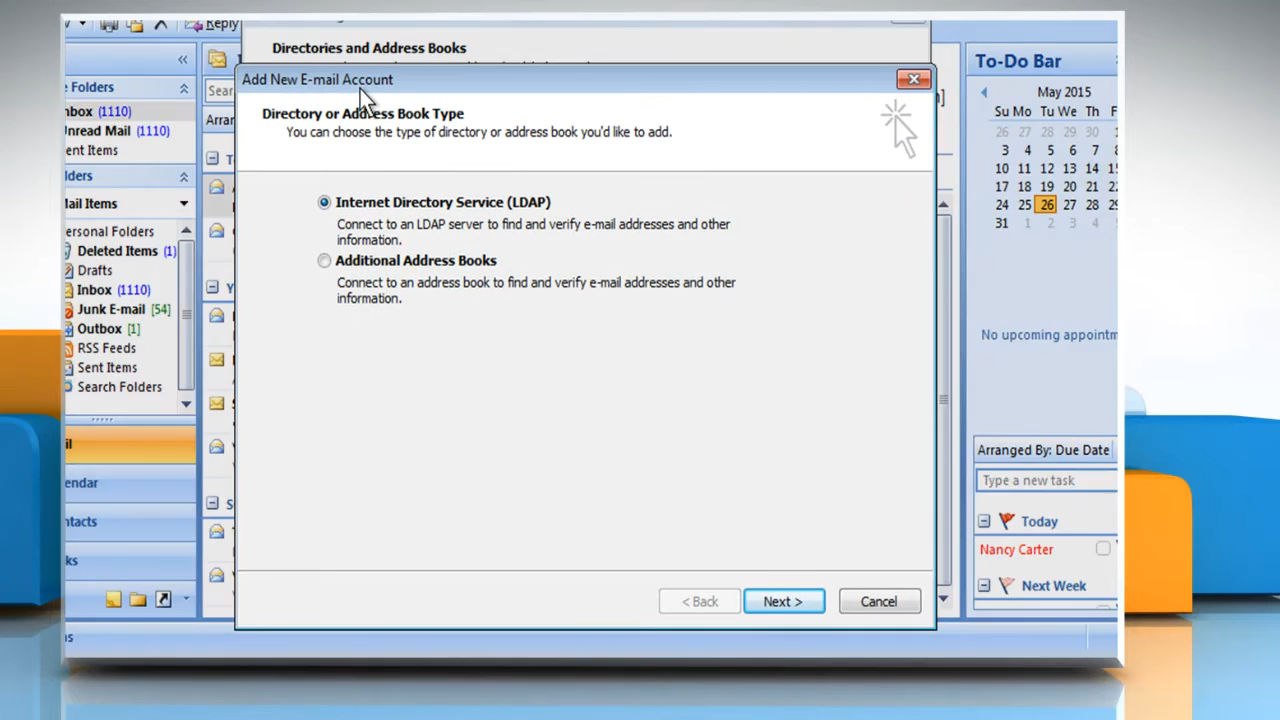 Reply
Directories and Address Books
Add New E-mail Account
Directory or Address Book Type
You can choose the type of directory or address book you'd like to add.
Internet Directory Service (LDAP)
Connect to an LDAP server to find and verify e-mail addresses and other
information.
Additional Address Books
Connect to an address book to find and verify e-mail addresses and other
information.
< Back
Next >
Cancel
e Folders
nbox (1110)
Unread Mail (1110)
ent Items
lders
ail Items
ersonal Folders
Deleted Items (1)
Drafts
Inbox (1110)
Junk E-mail [54]
Outbox [1]
RSS Feeds
Sent Items
Search Folders
il
endar
ntacts
ks
Sear
Arran
To-Do Bar
May 2015
Su Mo Tu We Th Fr Sa
26 27 28 29 30
3 4 5 6 7 8
10 11 12 13 14 15
17 18 19 20 21 22
24 25 26 27 28 29
31 1 2 3 4 5
No upcoming appointm
Arranged By: Due Date
Type a new task
Today
Nancy Carter
Next Week